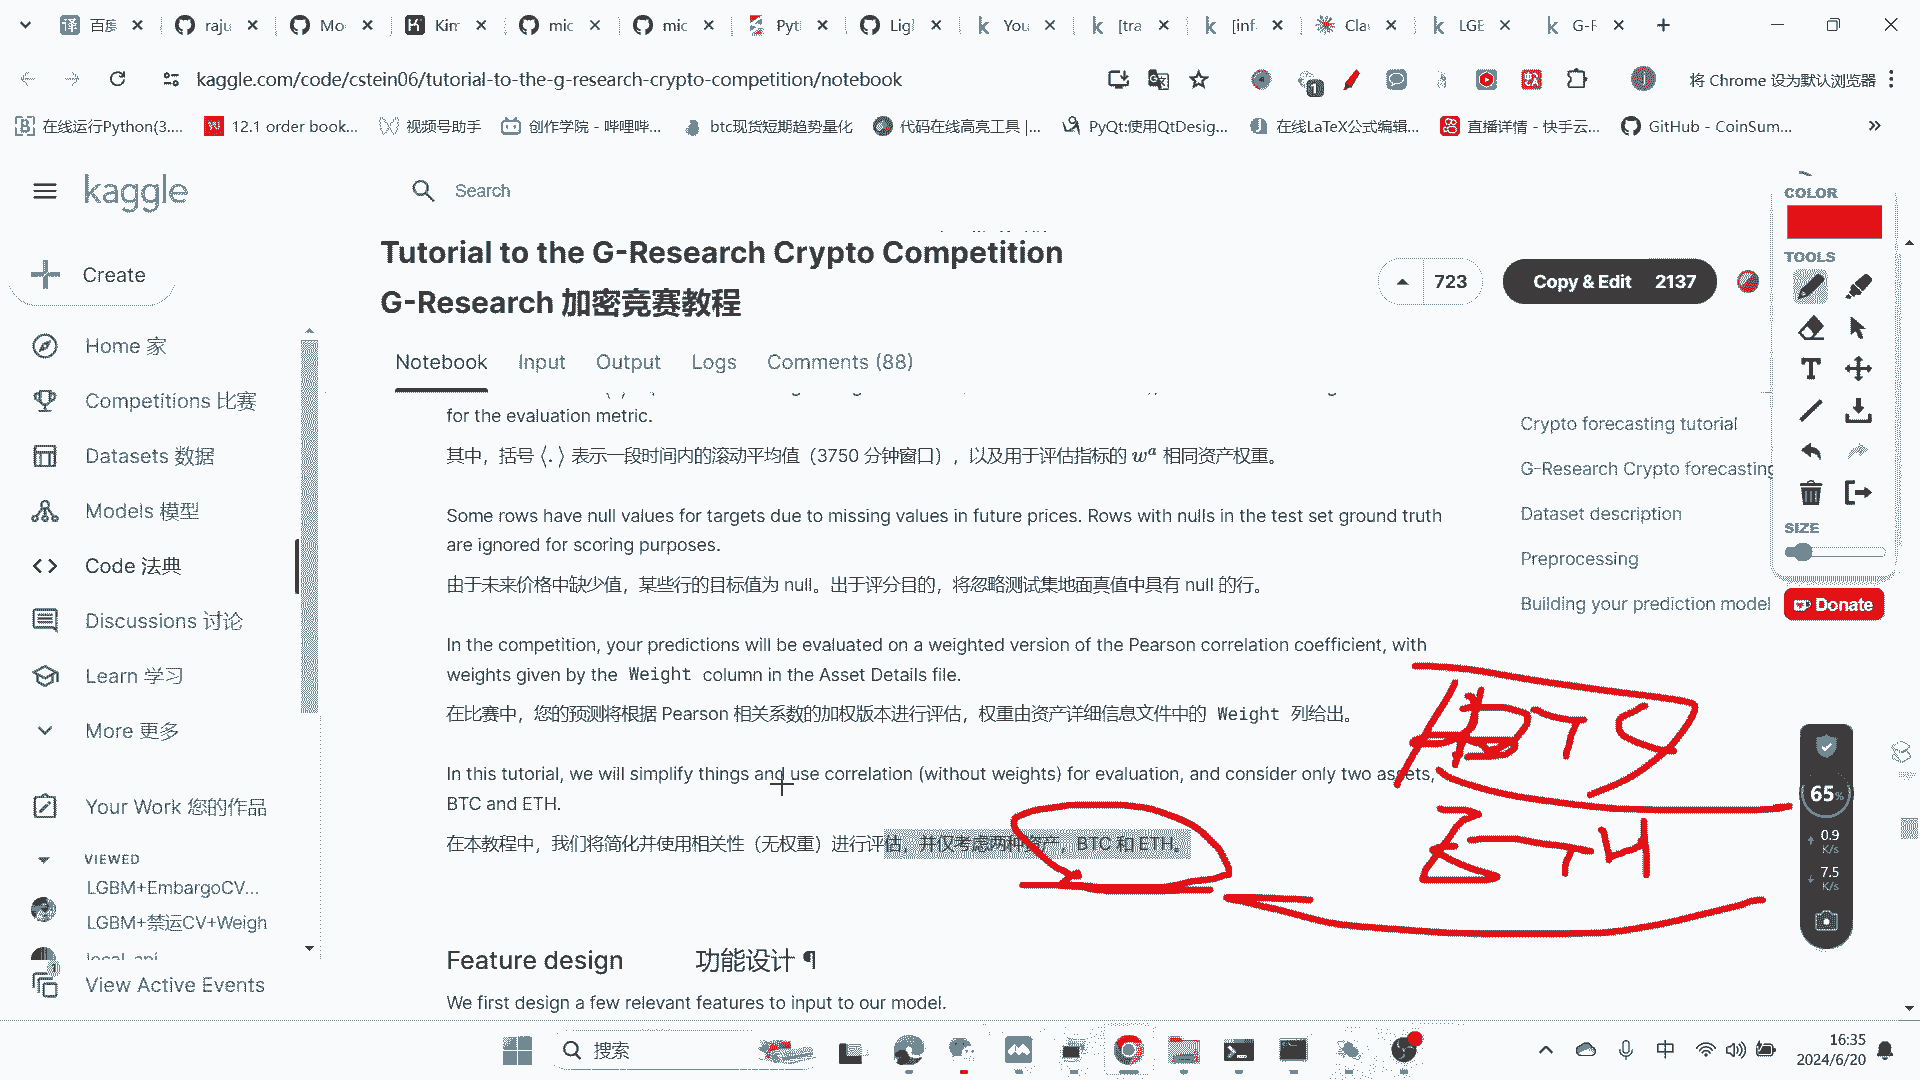 百度
raju
Mo
Kin
mic
mic
Pytl
Ligl
You
[tra
[inf
Cla
LGE
G-F
kaggle.com/code/cstein06/tutorial-to-the-g-research-crypto-competition/notebook
将 Chrome 设为默认浏览器
在线运行Python(3....
12.1 order book...
视频号助手
创作学院 - 哔哩哔...
btc现货短期趋势量化
代码在线高亮工具 |...
PyQt:使用QtDesig...
在线LaTeX公式编辑...
直播详情 - 快手云...
GitHub - CoinSum...
kaggle
Search
Create
Home 家
Competitions 比赛
Datasets 数据
Models 模型
Code 法典
Discussions 讨论
Learn 学习
More 更多
Your Work 您的作品
VIEWED
LGBM+EmbargoCV...
LGBM+禁运CV+Weigh
View Active Events
Tutorial to the G-Research Crypto Competition
G-Research 加密竞赛教程
723
Copy & Edit 2137
Notebook
Input
Output
Logs
Comments (88)
for the evaluation metric.
其中，括号 ⟨.⟩ 表示一段时间内的滚动平均值（3750 分钟窗口），以及用于评估指标的 wᵃ 相同资产权重。
Some rows have null values for targets due to missing values in future prices. Rows with nulls in the test set ground truth
are ignored for scoring purposes.
由于未来价格中缺少值，某些行的目标值为 null。出于评分目的，将忽略测试集地面真值中具有 null 的行。
In the competition, your predictions will be evaluated on a weighted version of the Pearson correlation coefficient, with
weights given by the Weight column in the Asset Details file.
在比赛中，您的预测将根据 Pearson 相关系数的加权版本进行评估，权重由资产详细信息文件中的 Weight 列给出。
In this tutorial, we will simplify things and use correlation (without weights) for evaluation, and consider only two assets,
BTC and ETH.
在本教程中，我们将简化并使用相关性（无权重）进行评估，并仅考虑两种资产，BTC 和 ETH。
Feature design 功能设计 ¶
We first design a few relevant features to input to our model.
Crypto forecasting tutorial
G-Research Crypto forecasting
Dataset description
Preprocessing
Building your prediction model
BTC
ETH
COLOR
TOOLS
SIZE
Donate
65%
0.9
K/s
7.5
K/s
搜索
中
16:35
2024/6/20